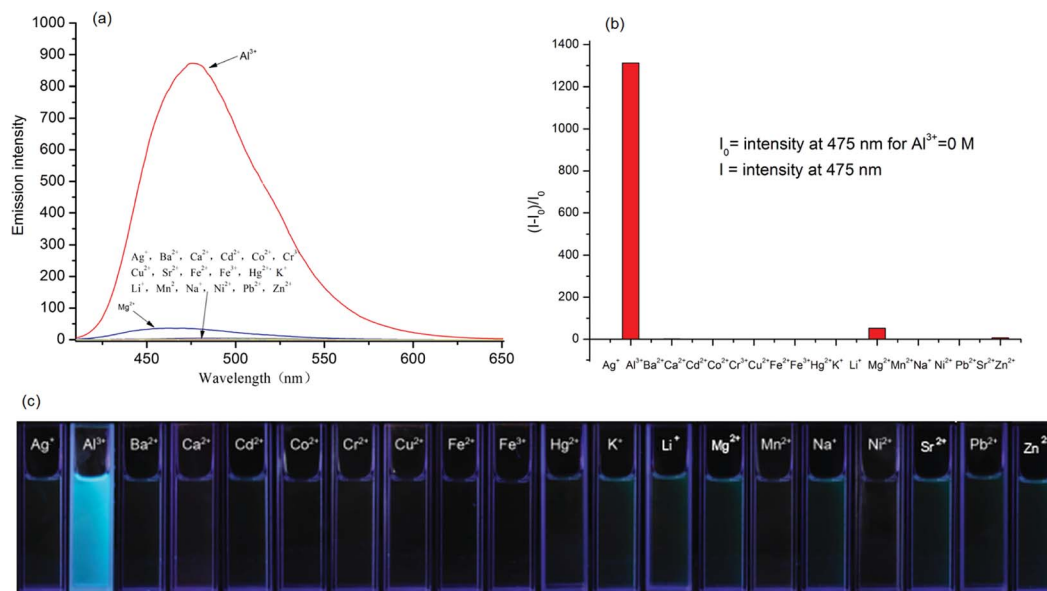 (a)
1000
900
800
700
600
500
400
300
200
100
0
Emission intensity
Al³⁺
Ag⁺, Ba²⁺, Ca²⁺, Cd²⁺, Co²⁺, Cr³
Cu²⁺, Sr²⁺, Fe²⁺, Fe³⁺, Hg²⁺, K⁺
Li⁺, Mn², Na⁺, Ni²⁺, Pb²⁺, Zn²⁺
Mg²⁺
450 500 550 600 650
Wavelength (nm)
(b)
1400
1200
1000
800
600
400
200
0
(I-I₀)/I₀
I₀= intensity at 475 nm for Al³⁺=0 M
I = intensity at 475 nm
Ag⁺ Al³⁺Ba²⁺Ca²⁺Cd²⁺Co²⁺Cr³⁺Cu²⁺Fe²⁺Fe³⁺Hg²⁺K⁺ Li⁺ Mg²⁺Mn²⁺Na⁺Ni²⁺ Pb²⁺Sr²⁺Zn²⁺
(c)
Ag⁺ Al³⁺ Ba²⁺ Ca²⁺ Cd²⁺ Co²⁺ Cr²⁺ Cu²⁺ Fe²⁺ Fe³⁺ Hg²⁺ K⁺ Li⁺ Mg²⁺ Mn²⁺ Na⁺ Ni²⁺ Sr²⁺ Pb²⁺ Zn²